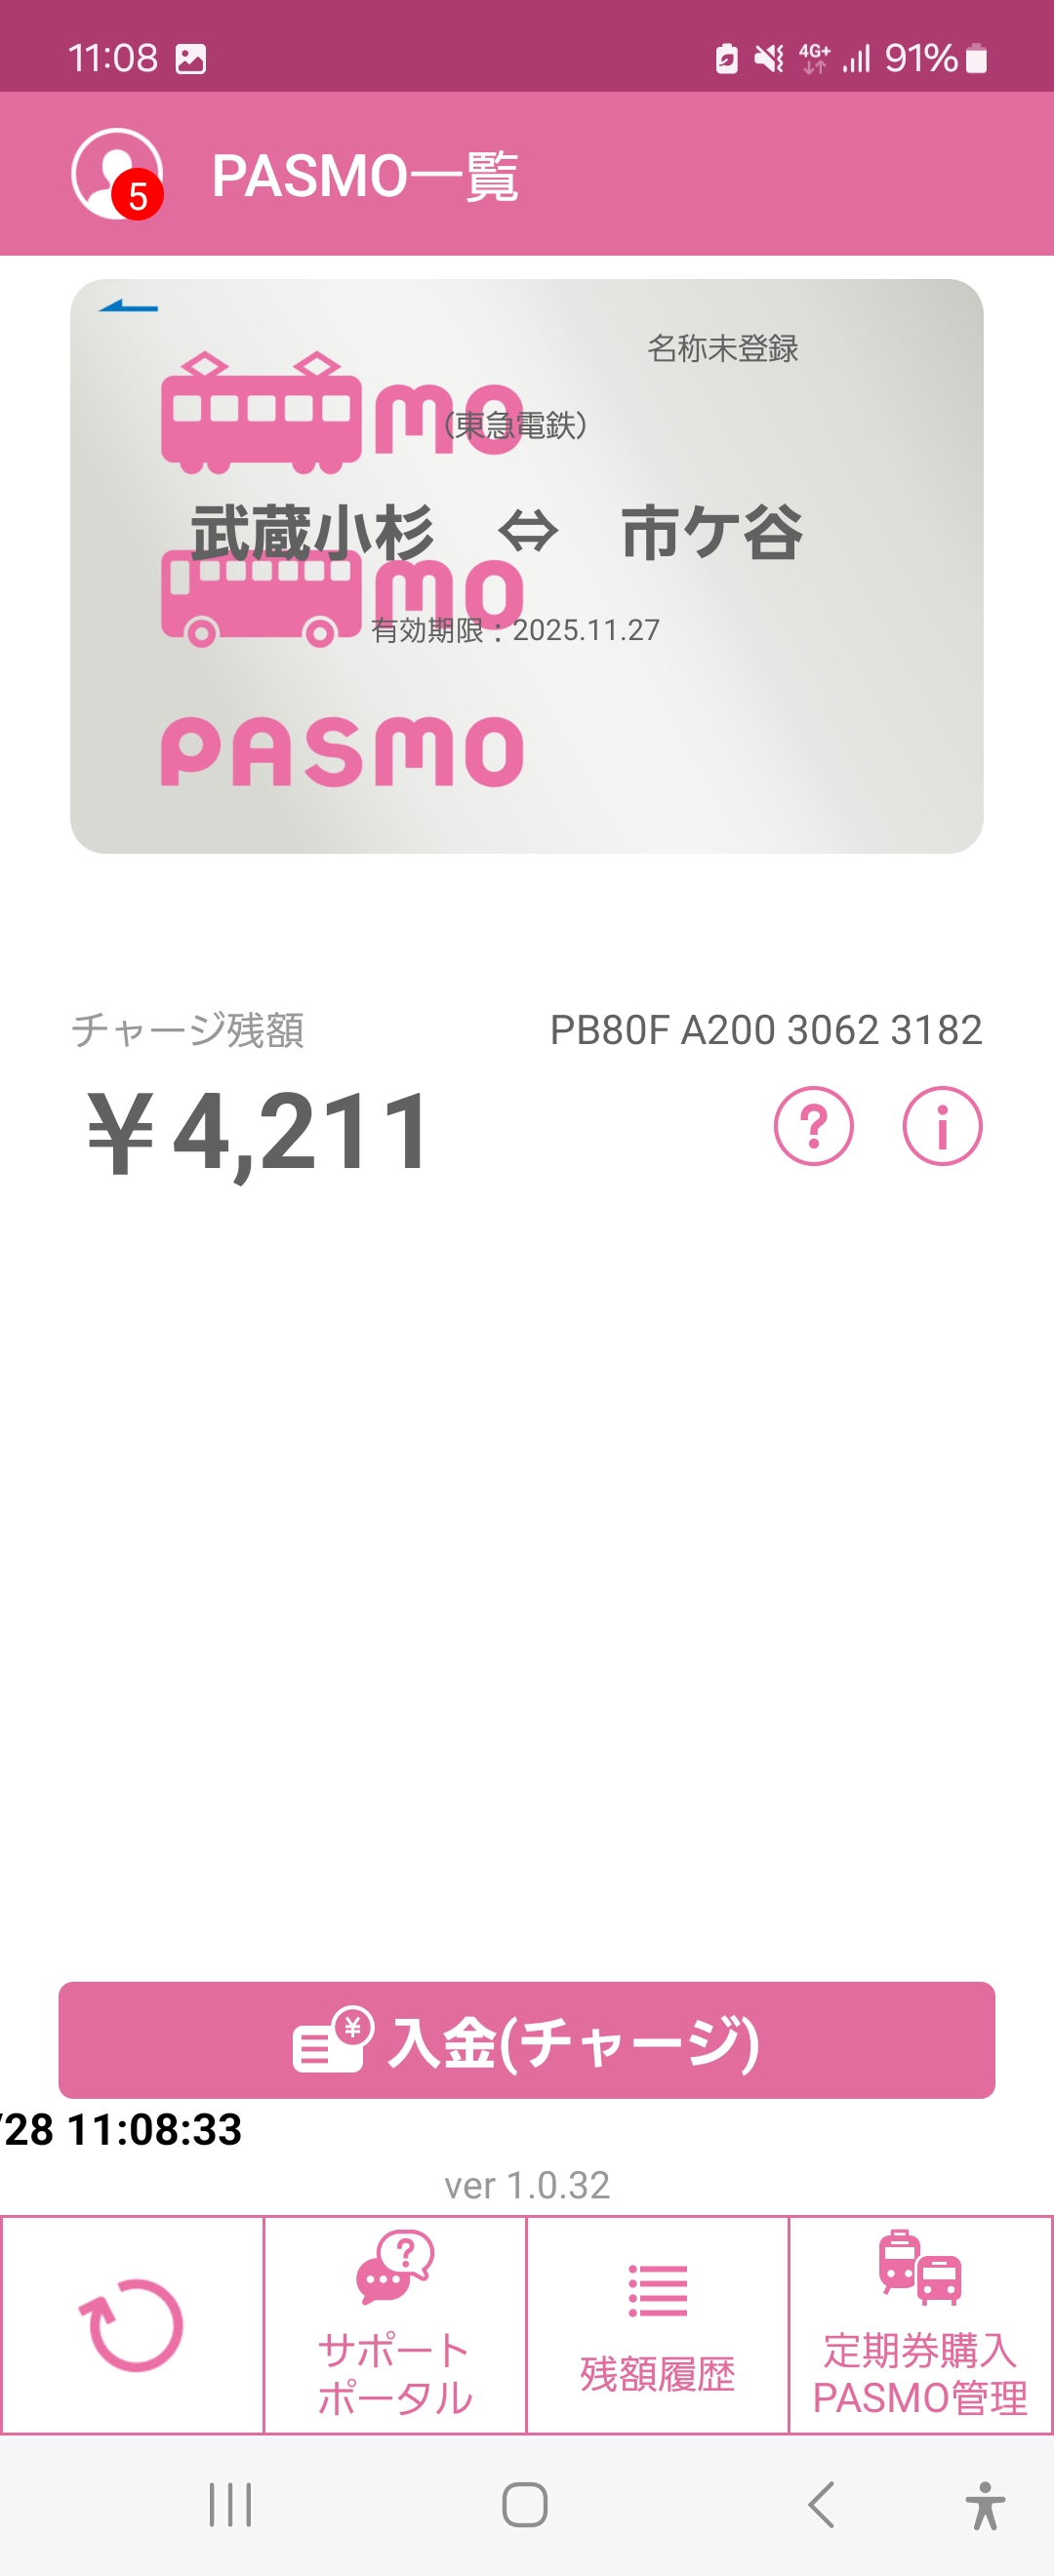 11:08 4G+ 91%
5 PASMO一覧
名称未登録
mo
(東急電鉄)
武蔵小杉 ⇔ 市ケ谷
mo
有効期限：2025.11.27
PASMO
チャージ残額 PB80F A200 3062 3182
￥4,211 ? i
¥ 入金(チャージ)
/28 11:08:33
ver 1.0.32
?
サポート
ポータル
残額履歴
定期券購入
PASMO管理